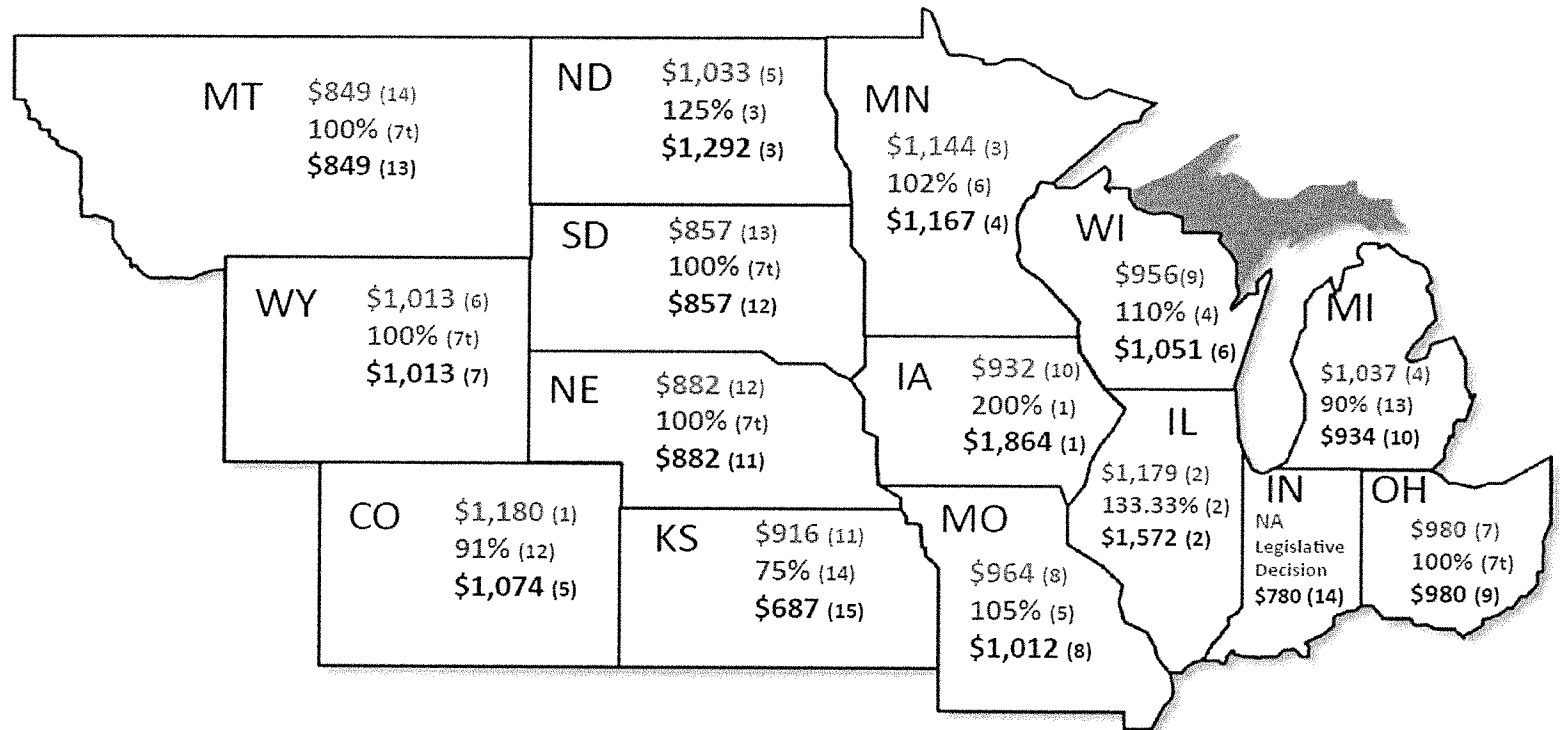 MT
$849 (14)
100% (7t)
$849 (13)
ND
$1,033 (5)
125% (3)
$1,292 (3)
MN
$1,144 (3)
102% (6)
$1,167 (4)
SD
$857 (13)
100% (7t)
$857 (12)
WI
$956(9)
110% (4)
$1,051 (6)
WY
$1,013 (6)
100% (7t)
$1,013 (7)
MI
$1,037 (4)
90% (13)
$934 (10)
NE
$882 (12)
100% (7t)
$882 (11)
IA
$932 (10)
200% (1)
$1,864 (1)
IL
$1,179 (2)
133.33% (2)
$1,572 (2)
CO
$1,180 (1)
91% (12)
$1,074 (5)
KS
$916 (11)
75% (14)
$687 (15)
MO
$964 (8)
105% (5)
$1,012 (8)
IN
NA
Legislative
Decision
$780 (14)
OH
$980 (7)
100% (7t)
$980 (9)